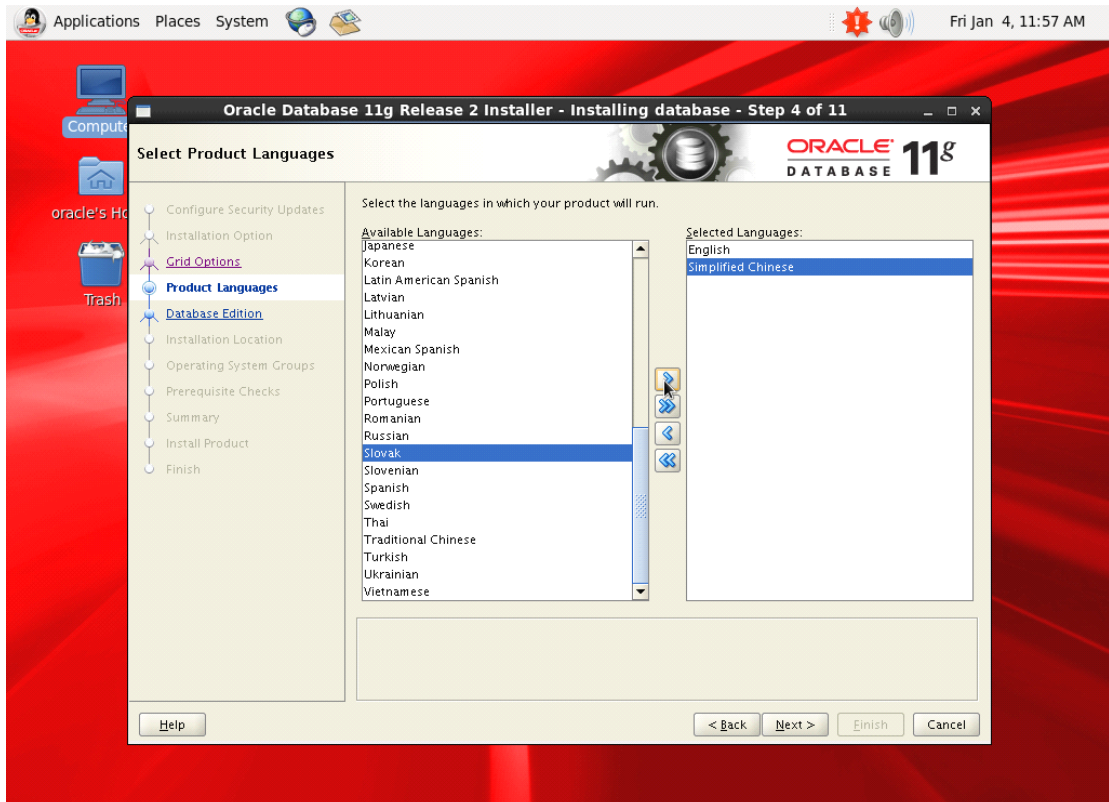 Applications Places System Fri Jan 4, 11:57 AM
Compute
oracle's Ho
Trash
Oracle Database 11g Release 2 Installer - Installing database - Step 4 of 11
Select Product Languages
ORACLE
DATABASE 11g
Configure Security Updates
Installation Option
Grid Options
Product Languages
Database Edition
Installation Location
Operating System Groups
Prerequisite Checks
Summary
Install Product
Finish
Select the languages in which your product will run.
Available Languages:
Japanese
Korean
Latin American Spanish
Latvian
Lithuanian
Malay
Mexican Spanish
Norwegian
Polish
Portuguese
Romanian
Russian
Slovak
Slovenian
Spanish
Swedish
Thai
Traditional Chinese
Turkish
Ukrainian
Vietnamese
Selected Languages:
English
Simplified Chinese
Help
< Back
Next >
Finish
Cancel